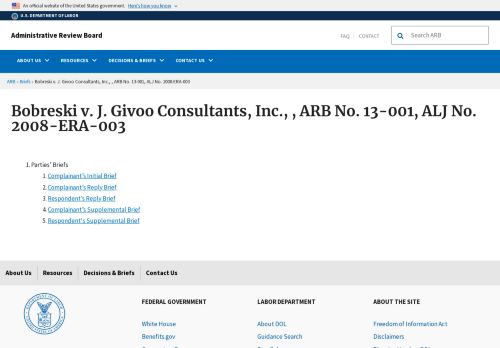 An official website of the United States government. Here's how you know
U.S. DEPARTMENT OF LABOR
Administrative Review Board
FAQ
CONTACT
Search ARB
ABOUT US
RESOURCES
DECISIONS & BRIEFS
CONTACT US
ARB › Briefs › Bobreski v. J. Givoo Consultants, Inc., , ARB No. 13-001, ALJ No. 2008-ERA-003
Bobreski v. J. Givoo Consultants, Inc., , ARB No. 13-001, ALJ No.
2008-ERA-003
1. Parties' Briefs
1. Complainant's Initial Brief
2. Complainant's Reply Brief
3. Respondent's Reply Brief
4. Complainant's Supplemental Brief
5. Respondent's Supplemental Brief
About Us
Resources
Decisions & Briefs
Contact Us
FEDERAL GOVERNMENT
LABOR DEPARTMENT
ABOUT THE SITE
White House
About DOL
Freedom of Information Act
Benefits.gov
Guidance Search
Disclaimers